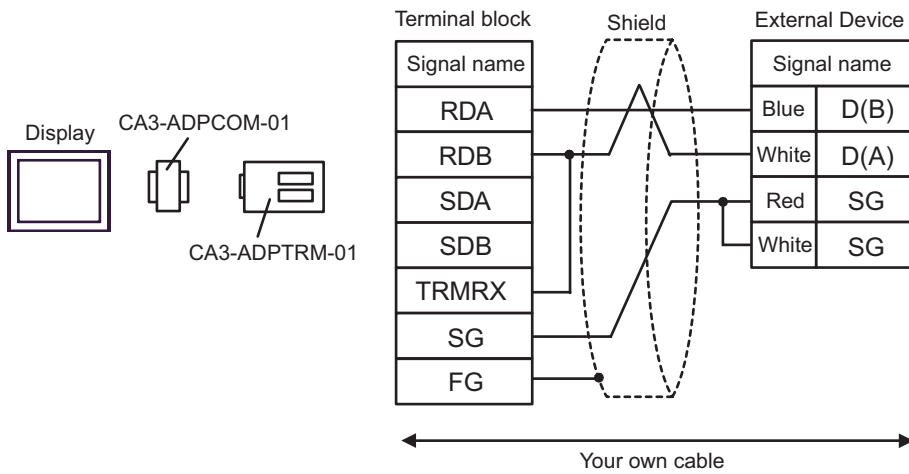 Display
CA3-ADPCOM-01
CA3-ADPTRM-01
Terminal block
Signal name
RDA
RDB
SDA
SDB
TRMRX
SG
FG
Shield
External Device
Signal name
Blue D(B)
White D(A)
Red SG
White SG
Your own cable